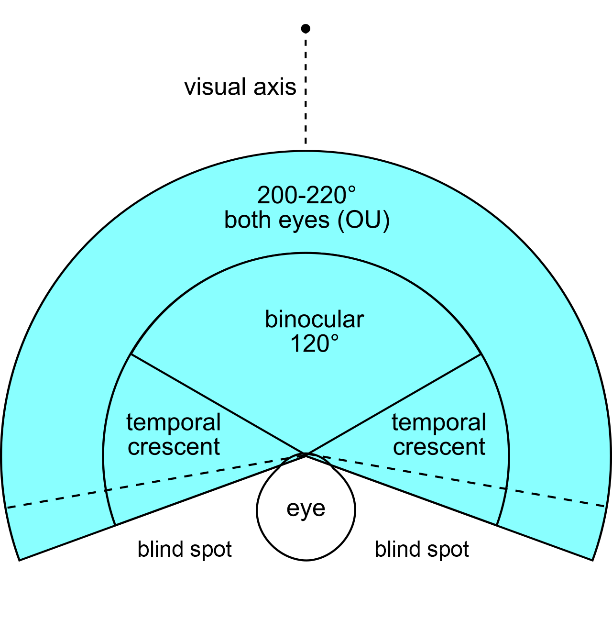 visual axis
200-220°
both eyes (OU)
binocular
120°
temporal
crescent
temporal
crescent
eye
blind spot
blind spot